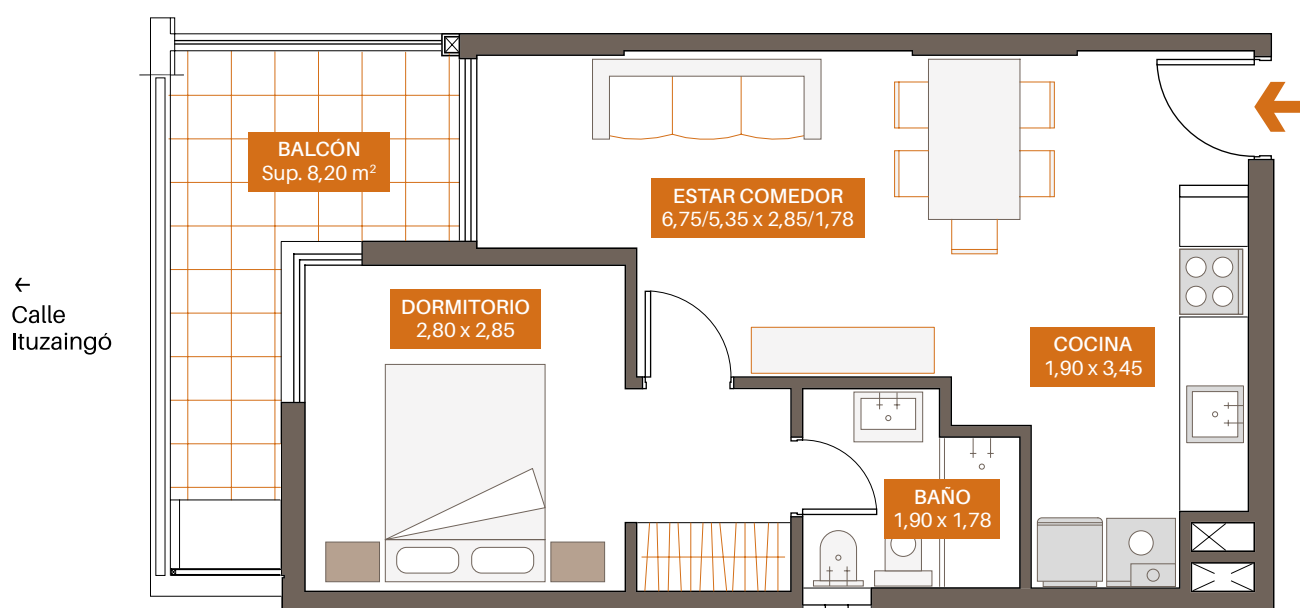 BALCÓN
Sup. 8,20 m²
ESTAR COMEDOR
6,75/5,35 x 2,85/1,78
←
Calle
Ituzaingó
DORMITORIO
2,80 x 2,85
COCINA
1,90 x 3,45
BAÑO
1,90 x 1,78